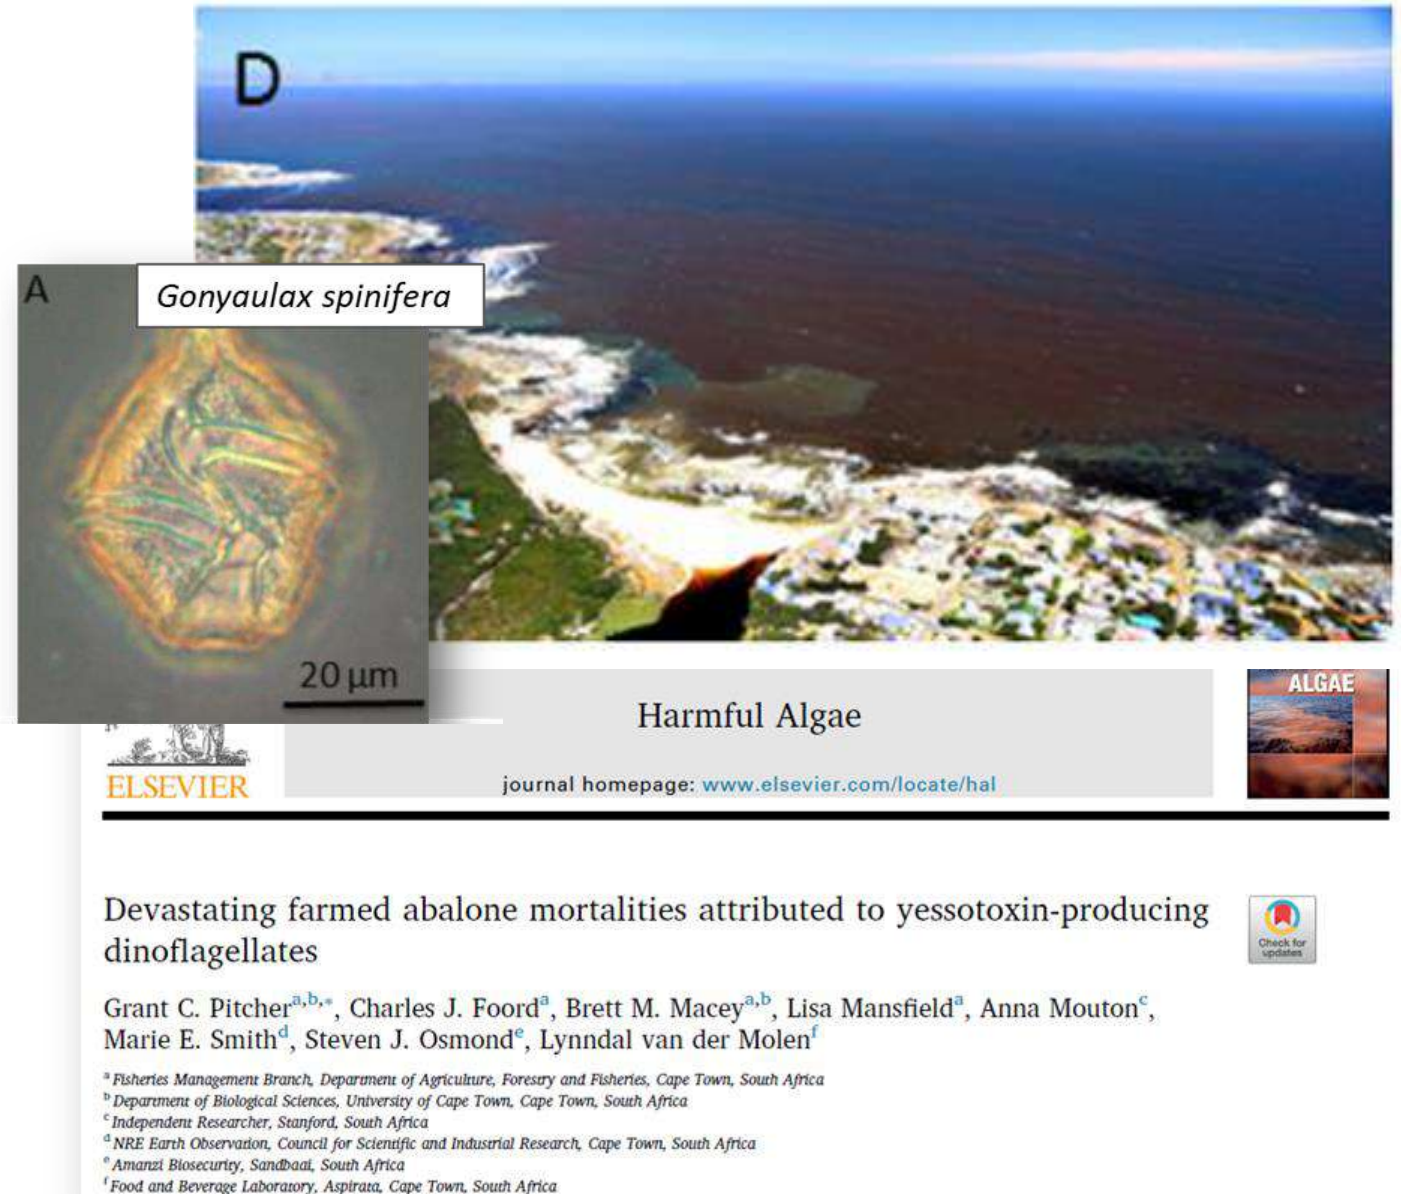 D
A
Gonyaulax spinifera
20 µm
ELSEVIER
Harmful Algae
journal homepage: www.elsevier.com/locate/hal
ALGAE
Devastating farmed abalone mortalities attributed to yessotoxin-producing
dinoflagellates
Check for
updates
Grant C. Pitcher a,b,*, Charles J. Foord a, Brett M. Macey a,b, Lisa Mansfield a, Anna Mouton c,
Marie E. Smith d, Steven J. Osmond e, Lynndal van der Molen f
a Fisheries Management Branch, Department of Agriculture, Forestry and Fisheries, Cape Town, South Africa
b Department of Biological Sciences, University of Cape Town, Cape Town, South Africa
c Independent Researcher, Stanford, South Africa
d NRE Earth Observation, Council for Scientific and Industrial Research, Cape Town, South Africa
e Amanzi Biosecurity, Sandbaai, South Africa
f Food and Beverage Laboratory, Aspirata, Cape Town, South Africa